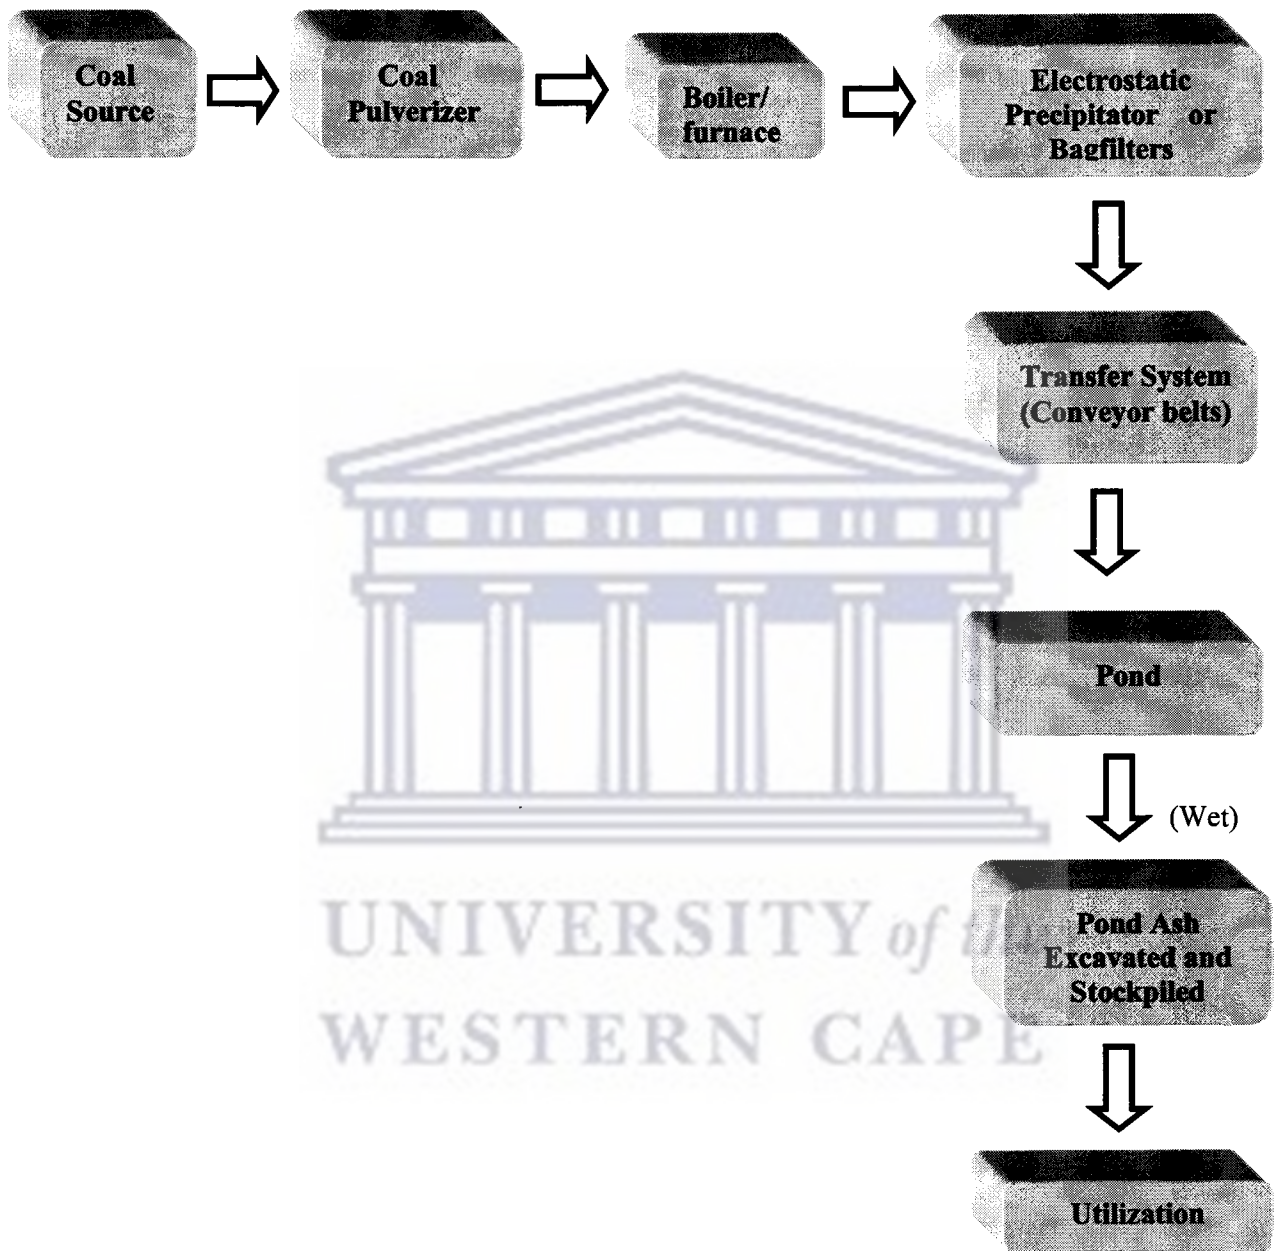 Coal
Source
Coal
Pulverizer
Boiler/
furnace
Electrostatic
Precipitator or
Bagfilters
Transfer System
(Conveyor belts)
Pond
(Wet)
Pond Ash
Excavated and
Stockpiled
Utilization
UNIVERSITY of the
WESTERN CAPE